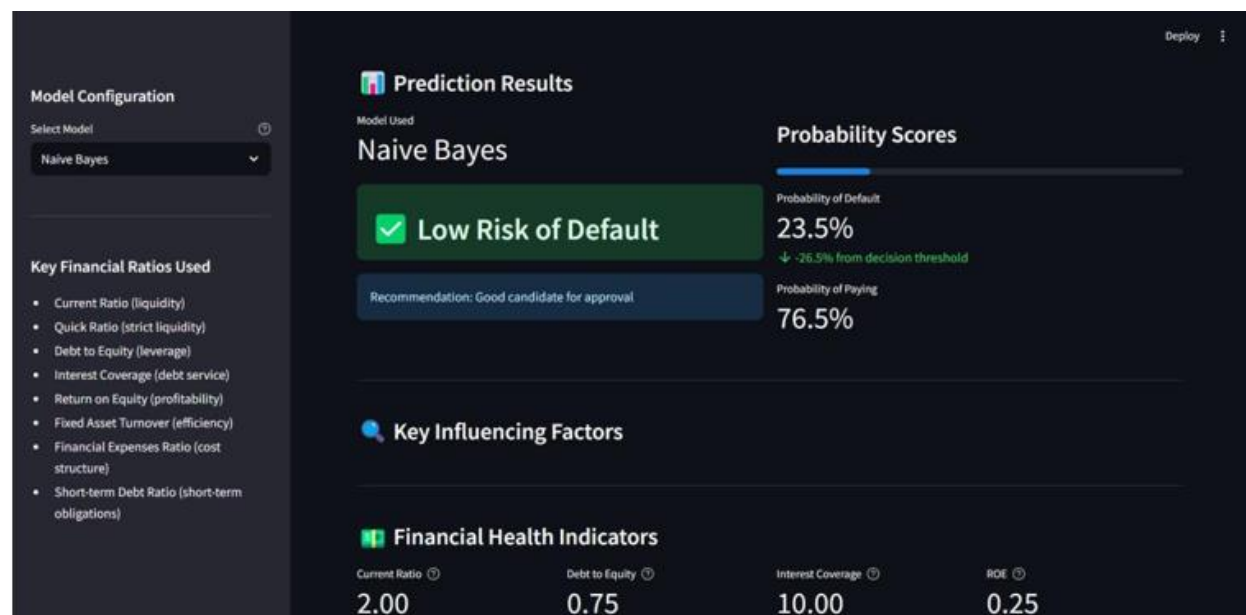 Deploy
Model Configuration
Select Model
Naive Bayes
Key Financial Ratios Used
Current Ratio (liquidity)
Quick Ratio (strict liquidity)
Debt to Equity (leverage)
Interest Coverage (debt service)
Return on Equity (profitability)
Fixed Asset Turnover (efficiency)
Financial Expenses Ratio (cost
structure)
Short-term Debt Ratio (short-term
obligations)
Prediction Results
Model Used
Naive Bayes
Low Risk of Default
Recommendation: Good candidate for approval
Probability Scores
Probability of Default
23.5%
↓ -26.5% from decision threshold
Probability of Paying
76.5%
Key Influencing Factors
Financial Health Indicators
Current Ratio
2.00
Debt to Equity
0.75
Interest Coverage
10.00
ROE
0.25